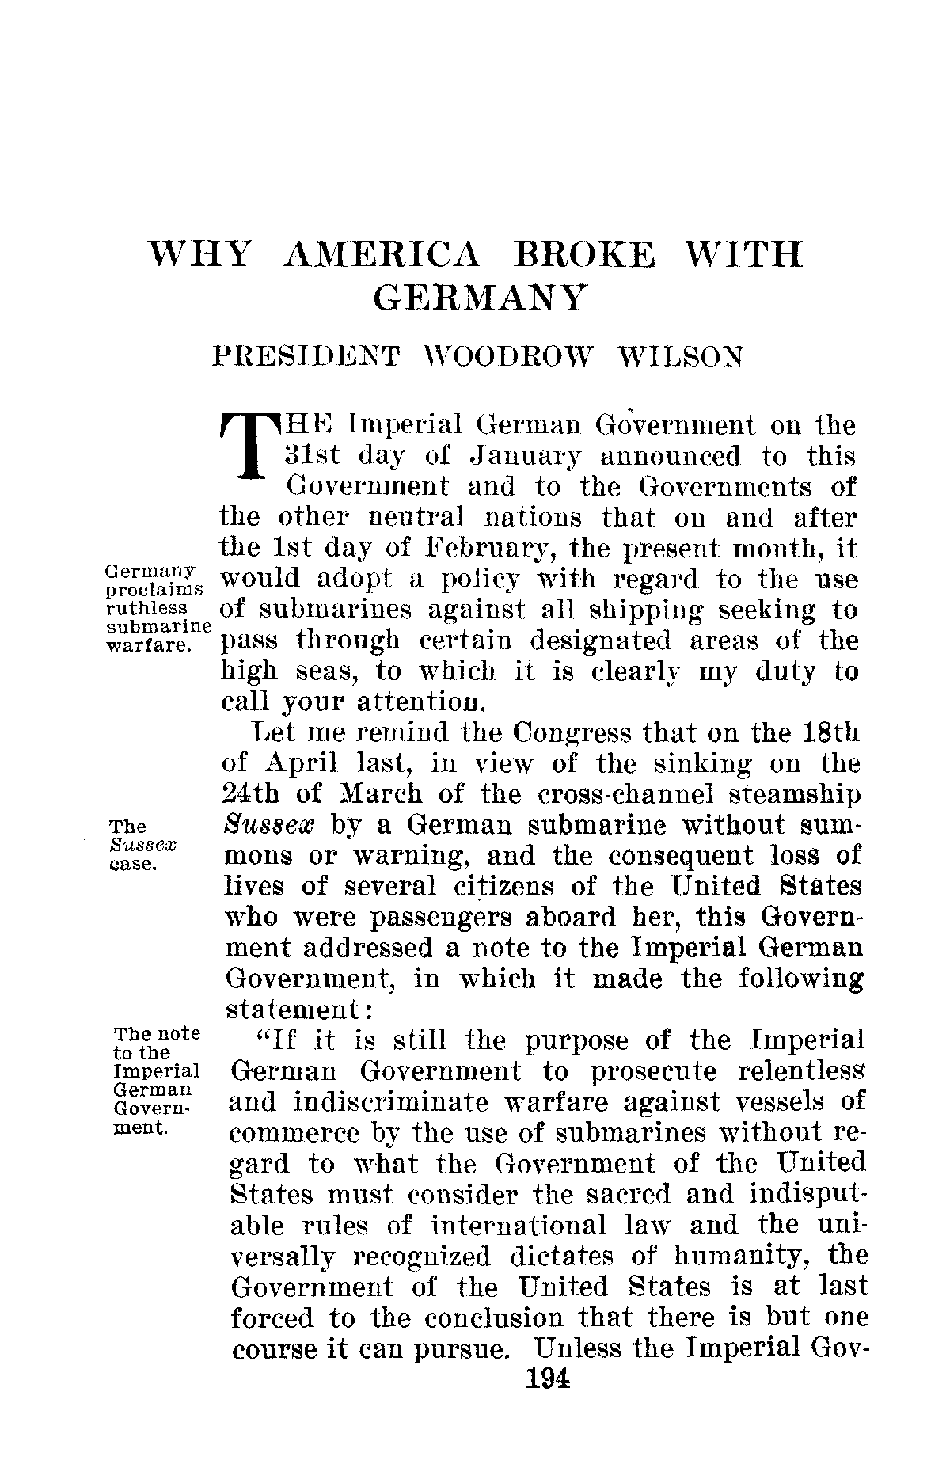 WHY AMERICA BROKE WITH
GERMANY
PRESIDENT WOODROW WILSON
THE Imperial German Government on the
31st day of January announced to this
Government and to the Governments of
the other neutral nations that on and after
the 1st day of February, the present month, it
would adopt a policy with regard to the use
of submarines against all shipping seeking to
pass through certain designated areas of the
high seas, to which it is clearly my duty to
call your attention.
Germany
proclaims
ruthless
submarine
warfare.
Let me remind the Congress that on the 18th
of April last, in view of the sinking on the
24th of March of the cross-channel steamship
Sussex by a German submarine without sum-
mons or warning, and the consequent loss of
lives of several citizens of the United States
who were passengers aboard her, this Govern-
ment addressed a note to the Imperial German
Government, in which it made the following
statement:
The
Sussex
case.
"If it is still the purpose of the Imperial
German Government to prosecute relentless
and indiscriminate warfare against vessels of
commerce by the use of submarines without re-
gard to what the Government of the United
States must consider the sacred and indisput-
able rules of international law and the uni-
versally recognized dictates of humanity, the
Government of the United States is at last
forced to the conclusion that there is but one
course it can pursue. Unless the Imperial Gov-
The note
to the
Imperial
German
Govern-
ment.
194